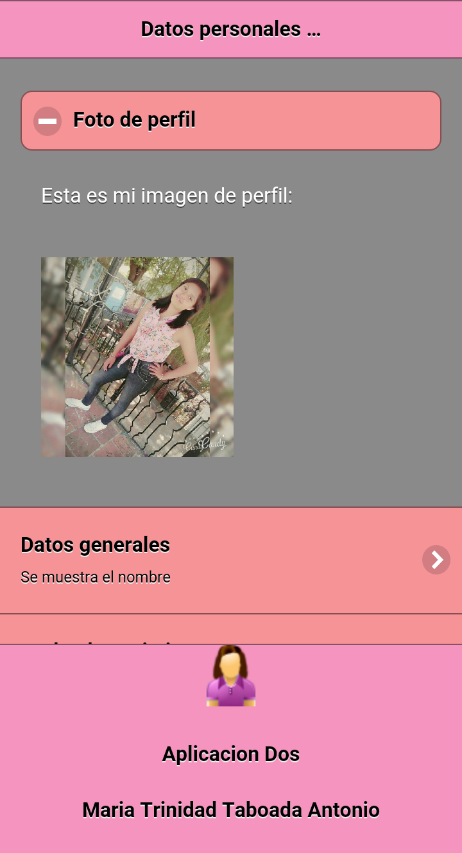 Datos personales ...
Foto de perfil
Esta es mi imagen de perfil:
Datos generales
Se muestra el nombre
Aplicacion Dos
Maria Trinidad Taboada Antonio